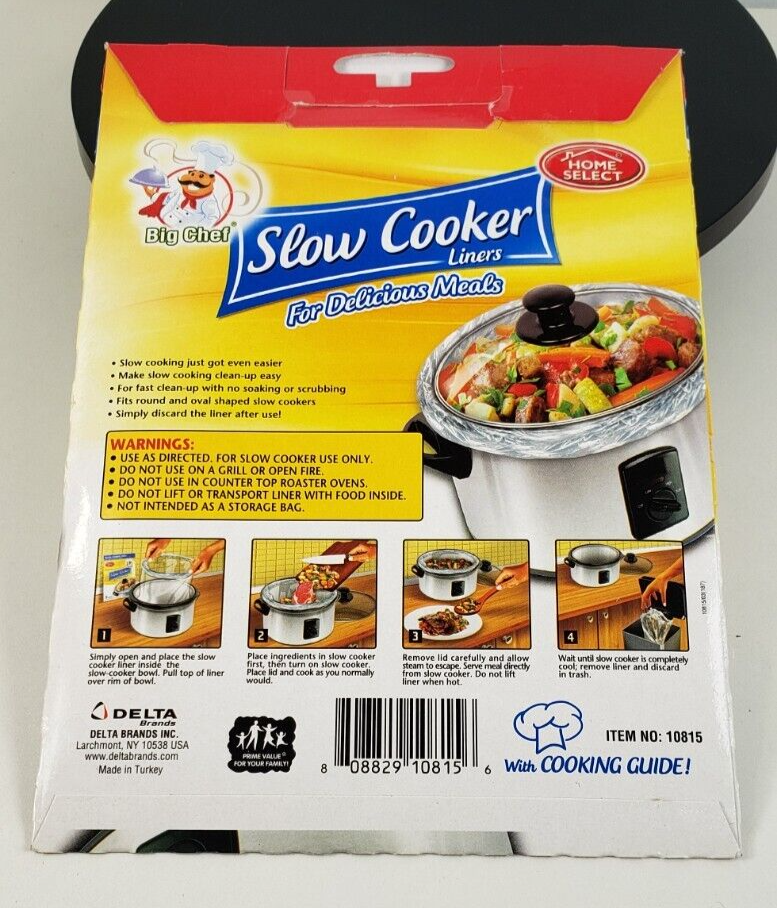 HOME
SELECT
Big Chef®
Slow Cooker
Liners
For Delicious Meals
• Slow cooking just got even easier
• Make slow cooking clean-up easy
• For fast clean-up with no soaking or scrubbing
• Fits round and oval shaped slow cookers
• Simply discard the liner after use!
WARNINGS:
• USE AS DIRECTED. FOR SLOW COOKER USE ONLY.
• DO NOT USE ON A GRILL OR OPEN FIRE.
• DO NOT USE IN COUNTER TOP ROASTER OVENS.
• DO NOT LIFT OR TRANSPORT LINER WITH FOOD INSIDE.
• NOT INTENDED AS A STORAGE BAG.
1
Simply open and place the slow
cooker liner inside the
slow-cooker bowl. Pull top of liner
over rim of bowl.
2
Place ingredients in slow cooker
first, then turn on slow cooker.
Place lid and cook as you normally
would.
3
Remove lid carefully and allow
steam to escape. Serve meal directly
from slow cooker. Do not lift
liner when hot.
4
Wait until slow cooker is completely
cool; remove liner and discard
in trash.
DELTA
Brands
DELTA BRANDS INC.
Larchmont, NY 10538 USA
www.deltabrands.com
Made in Turkey
PRIME VALUE®
FOR YOUR FAMILY!
8 08829 10815 6
ITEM NO: 10815
With COOKING GUIDE!